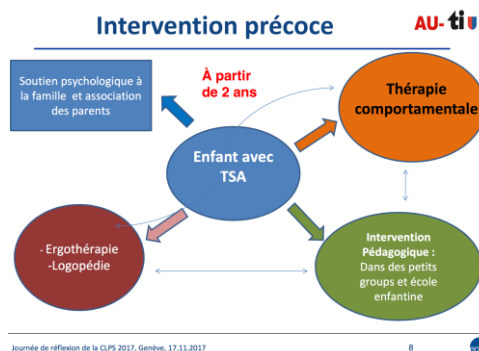 Intervention précoce
AU-ti
Soutien psychologique à
la famille et association
des parents
À partir
de 2 ans
Thérapie
comportamentale
Enfant avec
TSA
- Ergothérapie
-Logopédie
Intervention
Pédagogique :
Dans des petits
groups et école
enfantine
Journée de réflexion de la CLPS 2017, Genève, 17.11.2017
8